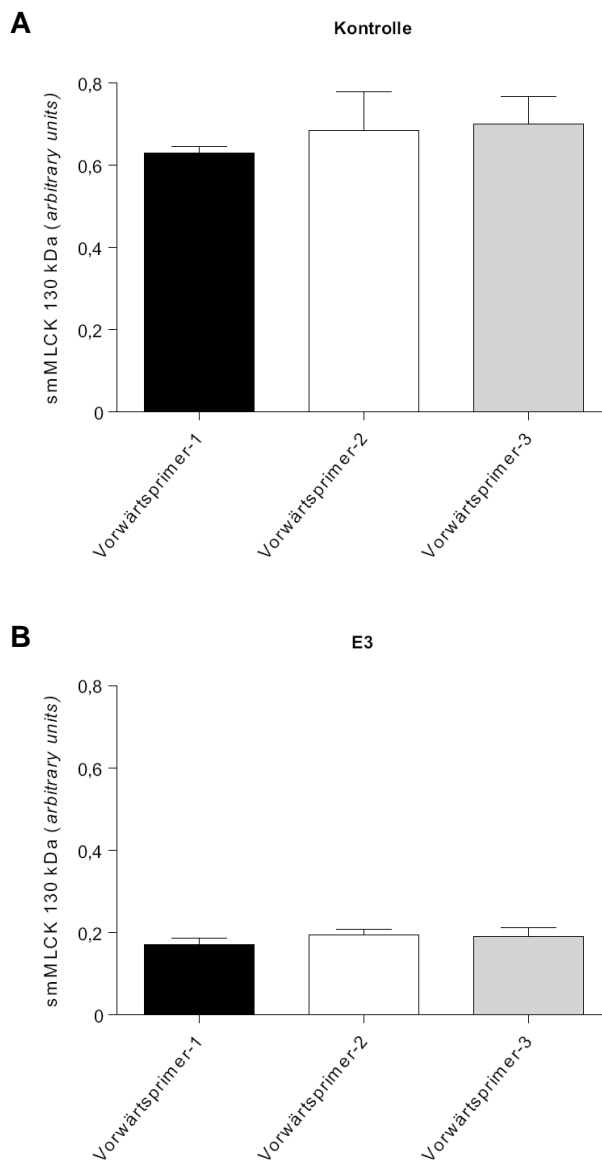 A
Kontrolle
smMLCK 130 kDa (arbitrary units)
0,8
0,6
0,4
0,2
0
Vorwärtsprimer-1
Vorwärtsprimer-2
Vorwärtsprimer-3
B
E3
smMLCK 130 kDa (arbitrary units)
0,8
0,6
0,4
0,2
0
Vorwärtsprimer-1
Vorwärtsprimer-2
Vorwärtsprimer-3